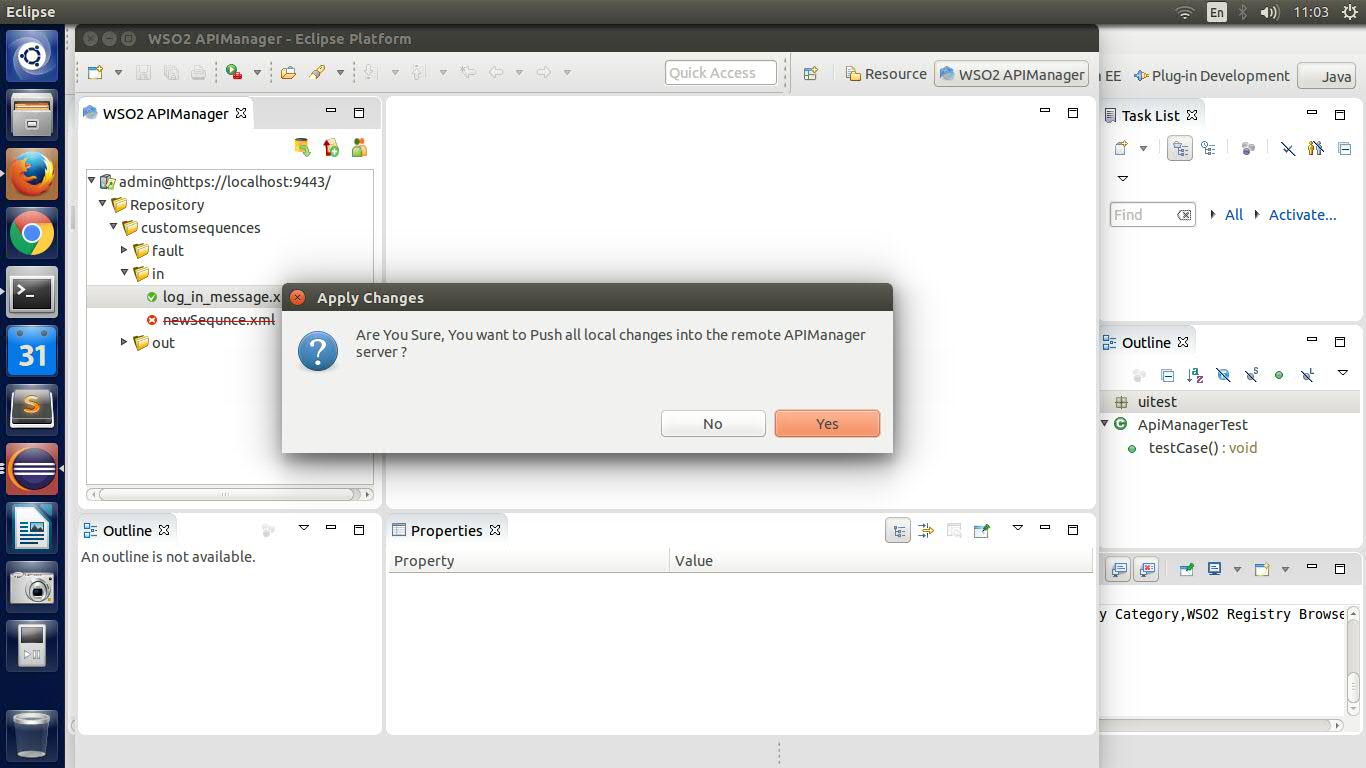 Eclipse
En
11:03
WSO2 APIManager - Eclipse Platform
Quick Access
Resource
WSO2 APIManager
EE
Plug-in Development
Java
WSO2 APIManager
Task List
admin@https://localhost:9443/
Repository
customsequences
fault
in
log_in_message.x
newSequnce.xml
out
Find
All
Activate...
Apply Changes
Are You Sure, You want to Push all local changes into the remote APIManager
server ?
No
Yes
31
Outline
uitest
ApiManagerTest
testCase() : void
Outline
An outline is not available.
Properties
Property
Value
y Category,WSO2 Registry Browse